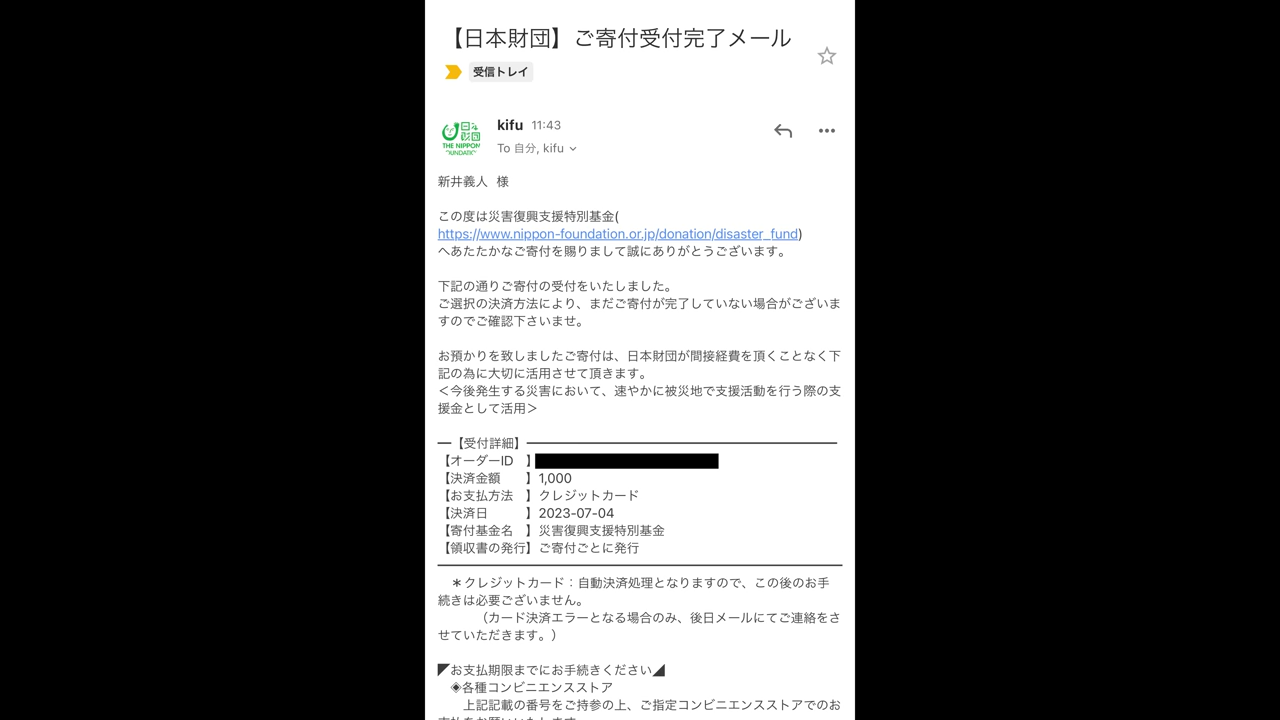 【日本財団】ご寄付受付完了メール
受信トレイ
kifu 11:43
To 自分, kifu
THE NIPPON
新井義人 様
この度は災害復興支援特別基金(
https://www.nippon-foundation.or.jp/donation/disaster_fund)
へあたたかなご寄付を賜りまして誠にありがとうございます。
下記の通りご寄付の受付をいたしました。
ご選択の決済方法により、まだご寄付が完了していない場合がございま
すのでご確認下さいませ。
お預かりを致しましたご寄付は、日本財団が間接経費を頂くことなく下
記の為に大切に活用させて頂きます。
＜今後発生する災害において、速やかに被災地で支援活動を行う際の支
援金として活用＞
━【受付詳細】━━━━━━━━━━━━━━━━━━━━━━━━━
【オーダーID　】
【決済金額　　】1,000
【お支払方法　】クレジットカード
【決済日　　　】2023-07-04
【寄付基金名　】災害復興支援特別基金
【領収書の発行】ご寄付ごとに発行
＊クレジットカード：自動決済処理となりますので、この後のお手
続きは必要ございません。
（カード決済エラーとなる場合のみ、後日メールにてご連絡をさ
せていただきます。）
◤お支払期限までにお手続きください◢
◈各種コンビニエンスストア
上記記載の番号をご持参の上、ご指定コンビニエンスストアでのお